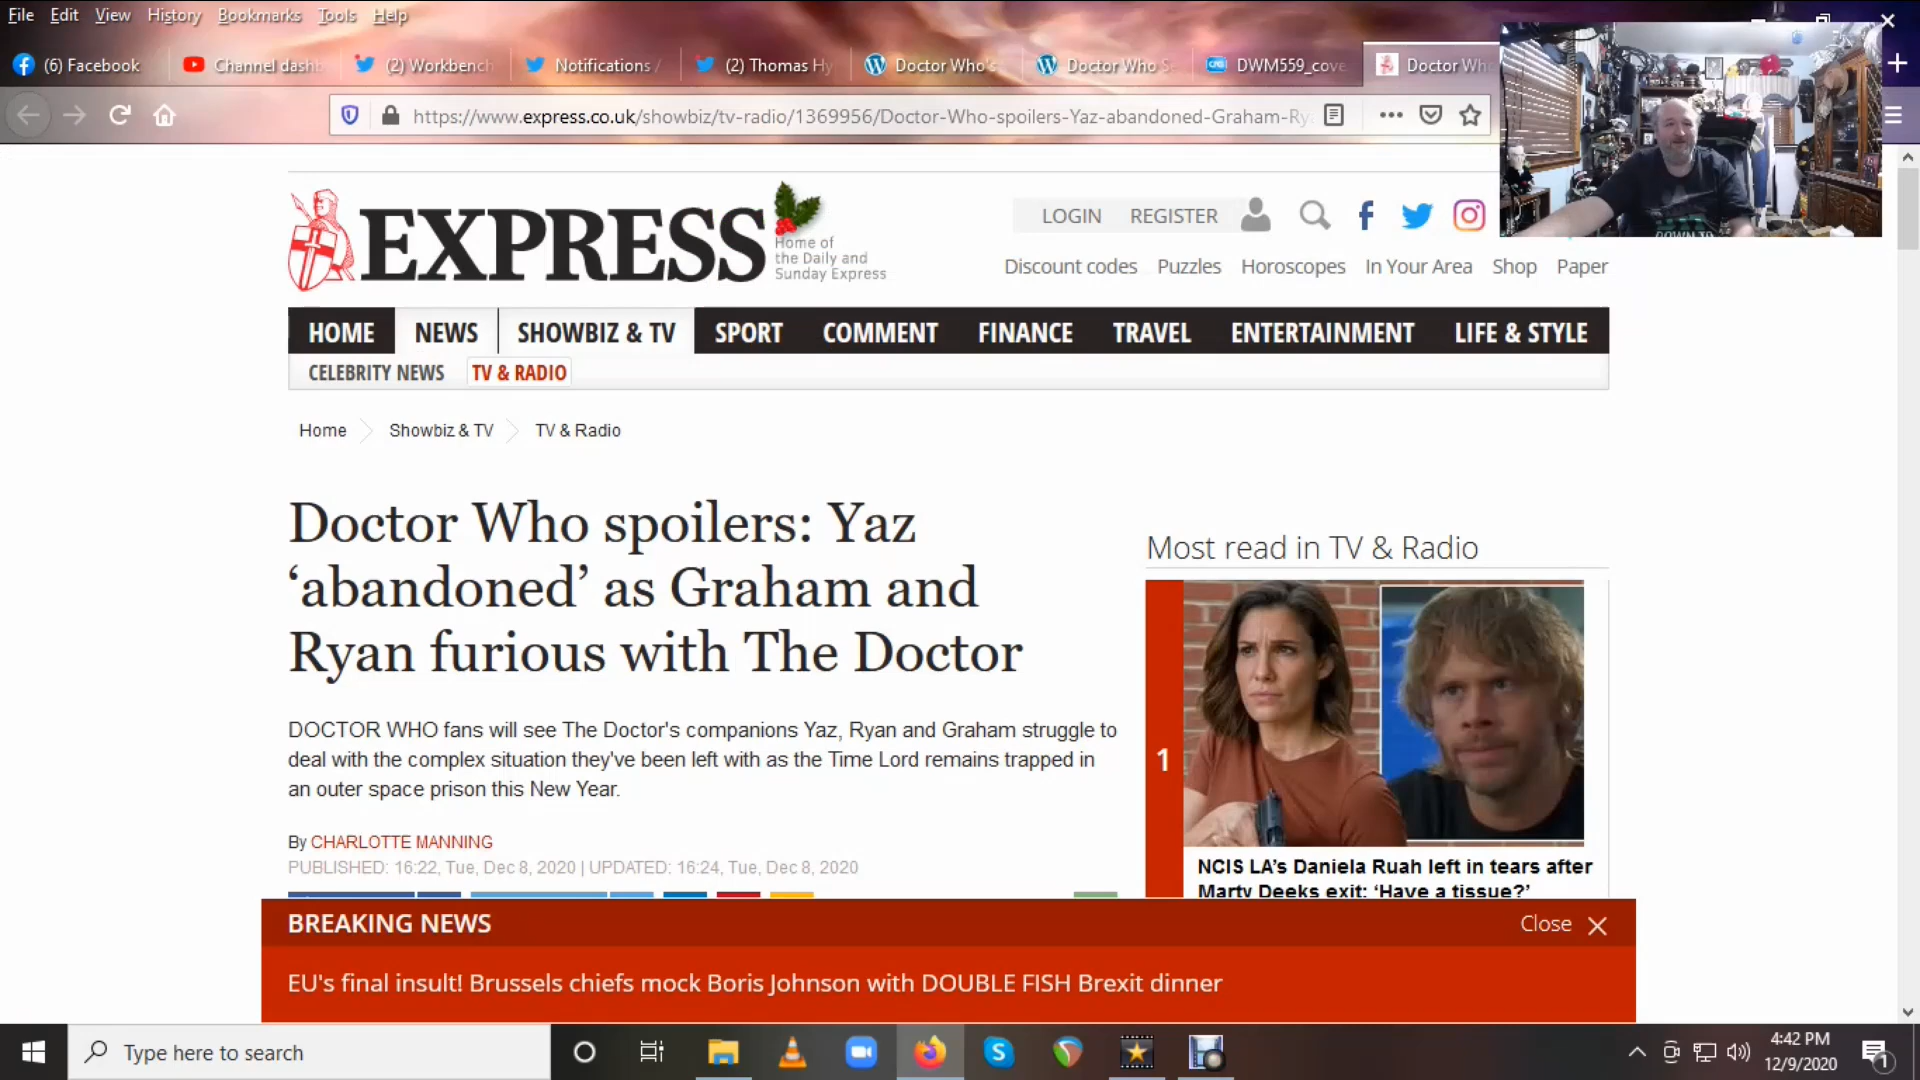 File Edit View History Bookmarks Tools Help
(6) Facebook
Channel dashb
(2) Workbench
Notifications /
(2) Thomas Hy
Doctor Who's
Doctor Who S
DWM559_cove
Doctor Wh
https://www.express.co.uk/showbiz/tv-radio/1369956/Doctor-Who-spoilers-Yaz-abandoned-Graham-Rya
EXPRESS
Home of
the Daily and
Sunday Express
LOGIN REGISTER
Discount codes Puzzles Horoscopes In Your Area Shop Paper
HOME NEWS SHOWBIZ & TV SPORT COMMENT FINANCE TRAVEL ENTERTAINMENT LIFE & STYLE
CELEBRITY NEWS TV & RADIO
Home Showbiz & TV TV & Radio
Doctor Who spoilers: Yaz
‘abandoned’ as Graham and
Ryan furious with The Doctor
DOCTOR WHO fans will see The Doctor's companions Yaz, Ryan and Graham struggle to
deal with the complex situation they've been left with as the Time Lord remains trapped in
an outer space prison this New Year.
By CHARLOTTE MANNING
PUBLISHED: 16:22, Tue, Dec 8, 2020 | UPDATED: 16:24, Tue, Dec 8, 2020
Most read in TV & Radio
1
NCIS LA’s Daniela Ruah left in tears after
Marty Deeks exit: ‘Have a tissue?’
BREAKING NEWS
Close
EU's final insult! Brussels chiefs mock Boris Johnson with DOUBLE FISH Brexit dinner
Type here to search
4:42 PM
12/9/2020
1
DOWN TO